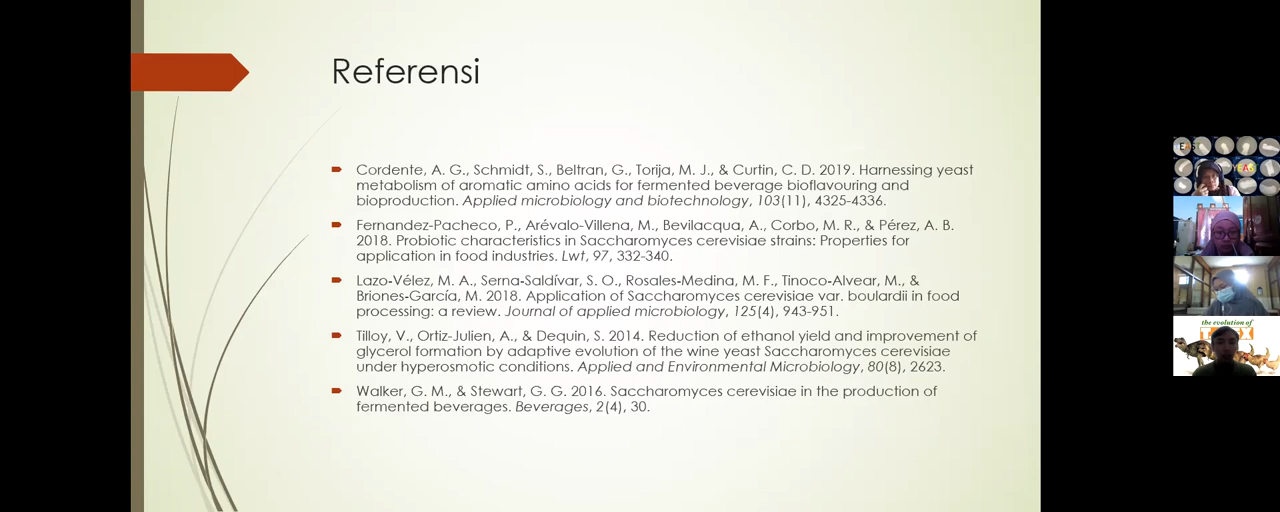 Referensi
Cordente, A. G., Schmidt, S., Beltran, G., Torija, M. J., & Curtin, C. D. 2019. Harnessing yeast
metabolism of aromatic amino acids for fermented beverage bioflavouring and
bioproduction. Applied microbiology and biotechnology, 103(11), 4325-4336.
Fernandez-Pacheco, P., Arévalo-Villena, M., Bevilacqua, A., Corbo, M. R., & Pérez, A. B.
2018. Probiotic characteristics in Saccharomyces cerevisiae strains: Properties for
application in food industries. Lwt, 97, 332-340.
Lazo-Vélez, M. A., Serna-Saldívar, S. O., Rosales-Medina, M. F., Tinoco-Alvear, M., &
Briones-García, M. 2018. Application of Saccharomyces cerevisiae var. boulardii in food
processing: a review. Journal of applied microbiology, 125(4), 943-951.
Tilloy, V., Ortiz-Julien, A., & Dequin, S. 2014. Reduction of ethanol yield and improvement of
glycerol formation by adaptive evolution of the wine yeast Saccharomyces cerevisiae
under hyperosmotic conditions. Applied and Environmental Microbiology, 80(8), 2623.
Walker, G. M., & Stewart, G. G. 2016. Saccharomyces cerevisiae in the production of
fermented beverages. Beverages, 2(4), 30.
the evolution of